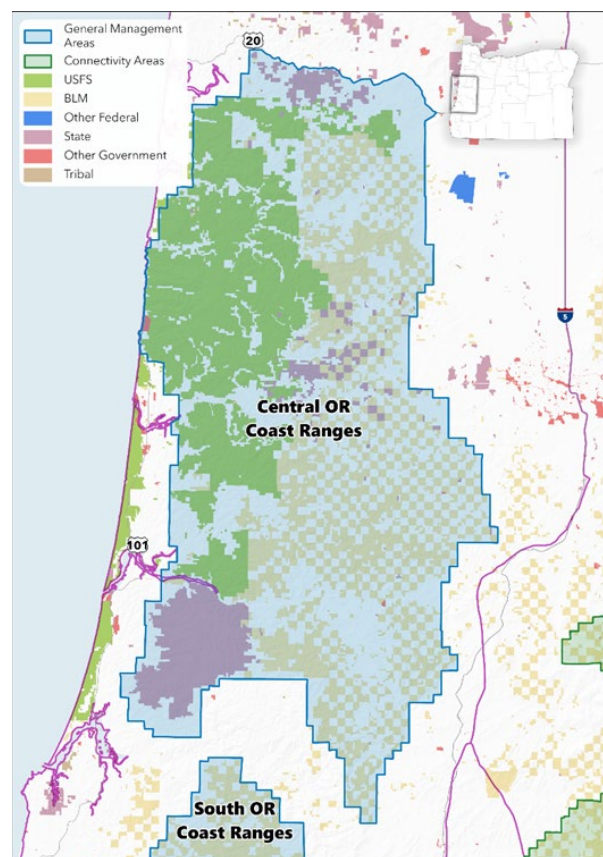 General Management
Areas
Connectivity Areas
USFS
BLM
Other Federal
State
Other Government
Tribal
20
5
Central OR
Coast Ranges
101
South OR
Coast Ranges